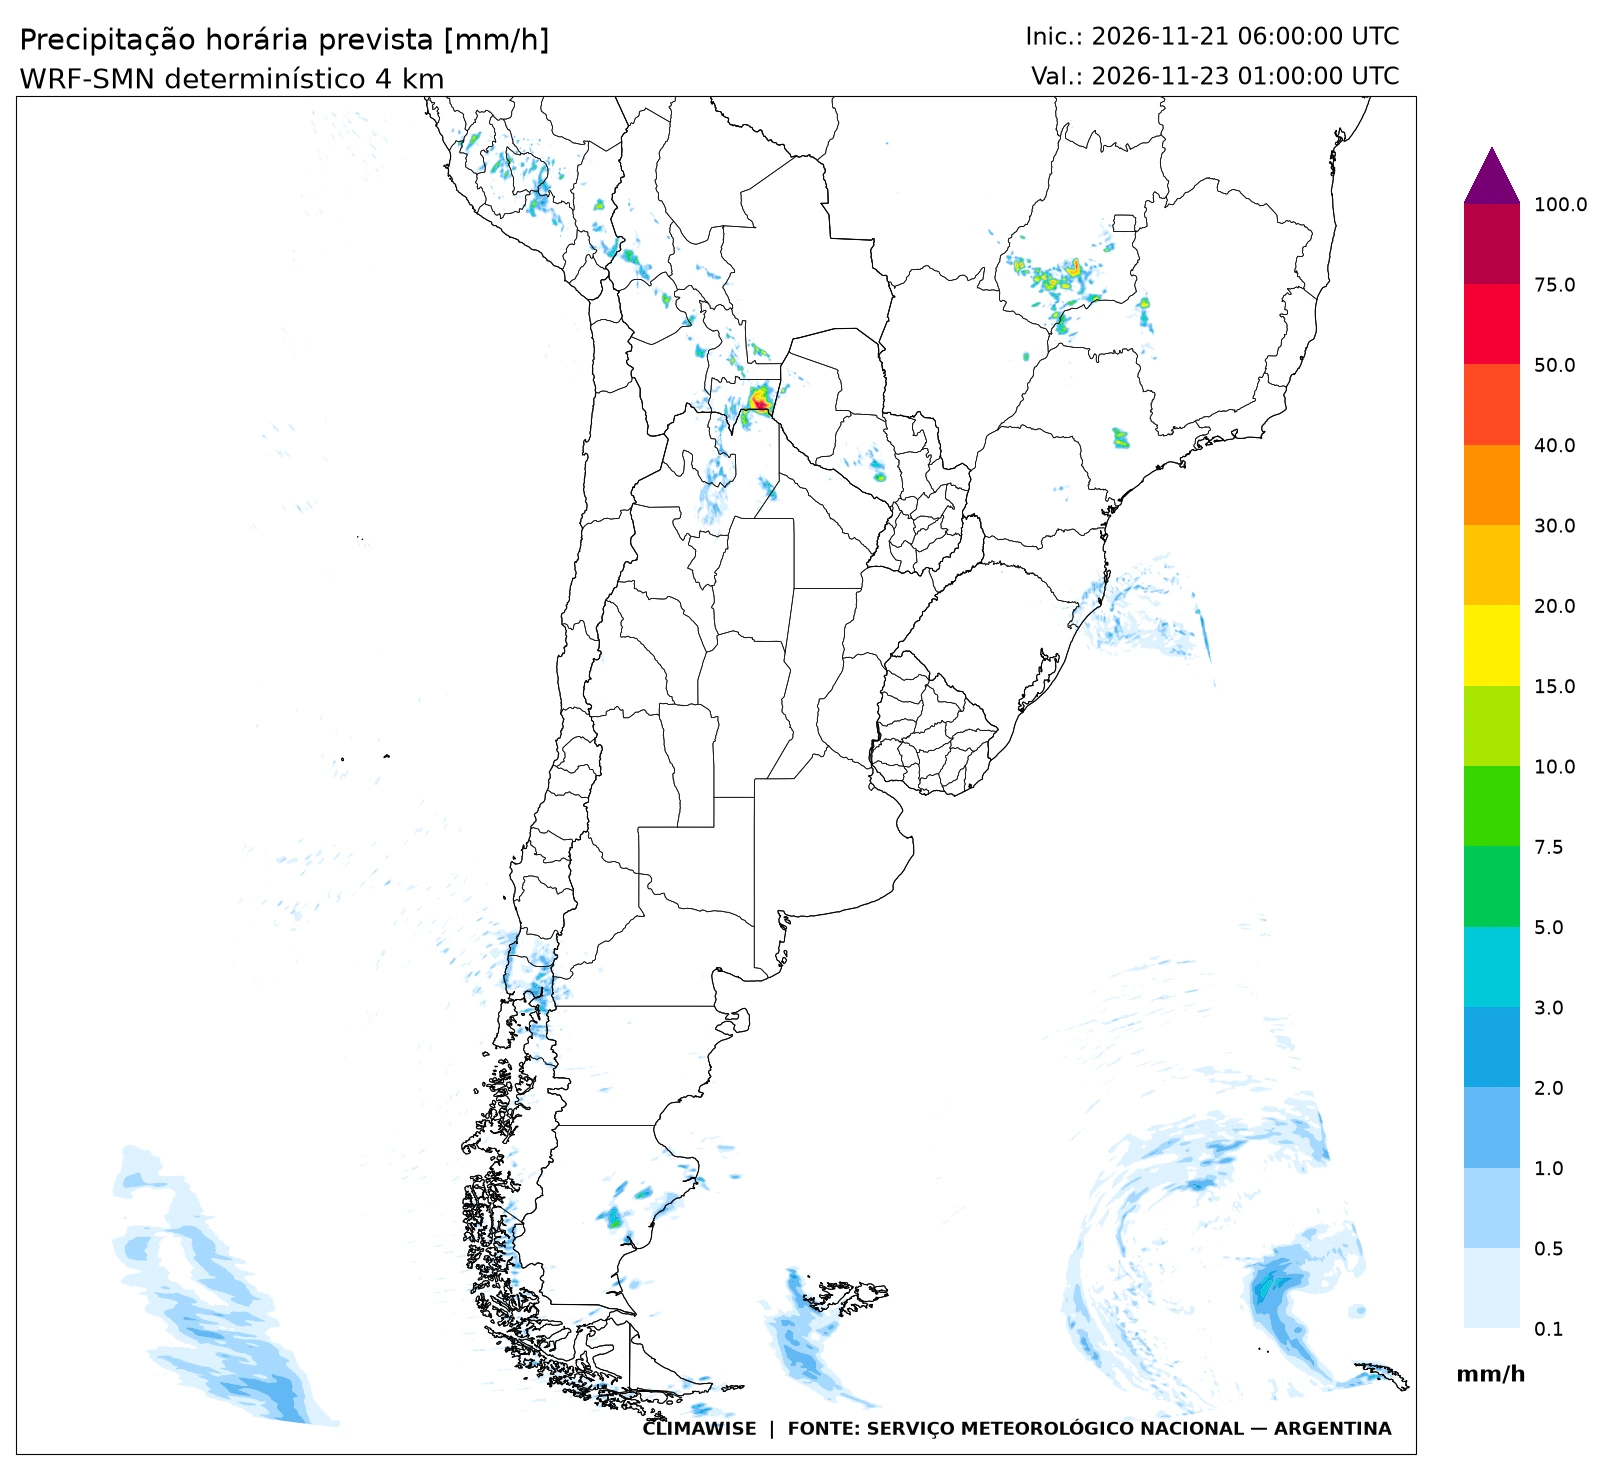 Precipitação horária prevista [mm/h]
WRF-SMN determinístico 4 km
Inic.: 2026-11-21 06:00:00 UTC
Val.: 2026-11-23 01:00:00 UTC
100.0
75.0
50.0
40.0
30.0
20.0
15.0
10.0
7.5
5.0
3.0
2.0
1.0
0.5
0.1
mm/h
CLIMAWISE | FONTE: SERVIÇO METEOROLÓGICO NACIONAL — ARGENTINA